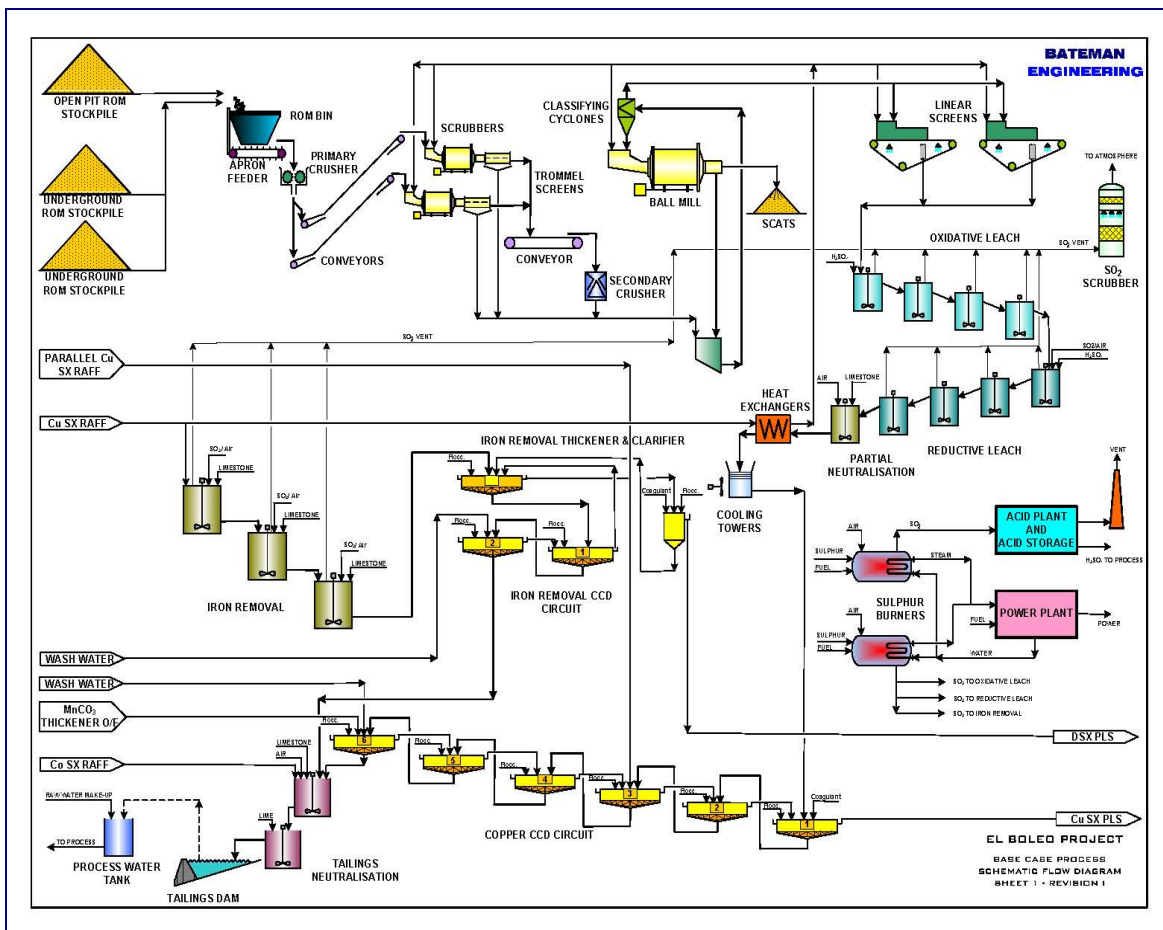 BATEMAN
ENGINEERING
OPEN PIT ROM
STOCKPILE
UNDERGROUND
ROM STOCKPILE
UNDERGROUND
ROM STOCKPILE
ROM BIN
APRON
FEEDER
PRIMARY
CRUSHER
CONVEYORS
SCRUBBERS
TROMMEL
SCREENS
CONVEYOR
SECONDARY
CRUSHER
CLASSIFYING
CYCLONES
BALL MILL
SCATS
LINEAR
SCREENS
TO ATMOSPHERE
SO2 VENT
SO2
SCRUBBER
OXIDATIVE LEACH
SO2 VENT
SO2/AIR
AIR
LIMESTONE
PARTIAL
NEUTRALISATION
REDUCTIVE LEACH
HEAT
EXCHANGERS
COOLING
TOWERS
PARALLEL Cu
SX RAFF
Cu SX RAFF
SO2/Air
LIMESTONE
SO2/ Air
LIMESTONE
SO2/ Air
LIMESTONE
IRON REMOVAL
IRON REMOVAL THICKENER & CLARIFIER
Flocc.
Flocc.
2
Flocc.
1
Coagulant
Flocc.
IRON REMOVAL CCD
CIRCUIT
VENT
SO2
ACID PLANT
AND
ACID STORAGE
AIR
SULPHUR
FUEL
STEAM
H2SO4 TO PROCESS
SULPHUR
BURNERS
FUEL
POWER PLANT
POWER
AIR
SULPHUR
FUEL
WATER
SO2 TO OXIDATIVE LEACH
SO2 TO REDUCTIVE LEACH
SO2 TO IRON REMOVAL
WASH WATER
WASH WATER
MnCO3
THICKENER O/F
Co SX RAFF
LIMESTONE
AIR
Flocc.
6
Flocc.
5
Flocc.
4
Flocc.
3
Flocc.
2
Flocc.
Coagulant
1
DSX PLS
Cu SX PLS
COPPER CCD CIRCUIT
RAW WATER MAKE-UP
TO PROCESS
PROCESS WATER
TANK
LIME
TAILINGS
NEUTRALISATION
TAILINGS DAM
EL BOLEO PROJECT
BASE CASE PROCESS
SCHEMATIC FLOW DIAGRAM
SHEET 1 - REVISION I